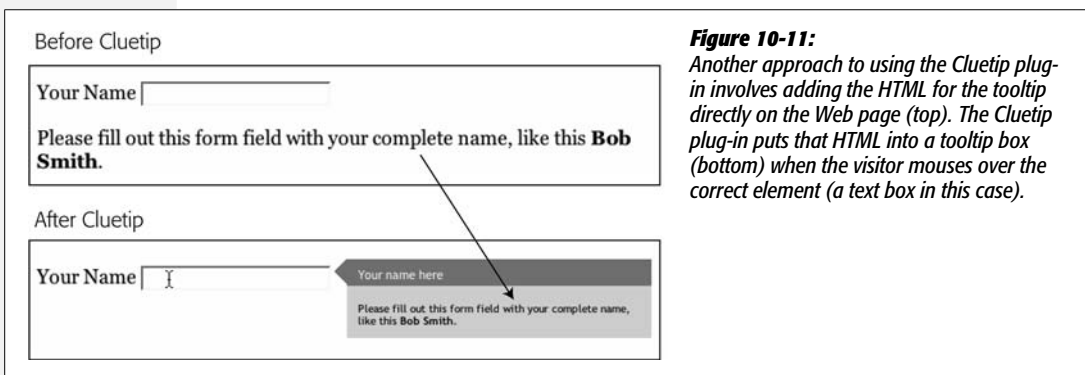 Before Cluetip
Your Name
Please fill out this form field with your complete name, like this Bob
Smith.
After Cluetip
Your Name
Your name here
Please fill out this form field with your complete name,
like this Bob Smith.
Figure 10-11:
Another approach to using the Cluetip plug-
in involves adding the HTML for the tooltip
directly on the Web page (top). The Cluetip
plug-in puts that HTML into a tooltip box
(bottom) when the visitor mouses over the
correct element (a text box in this case).